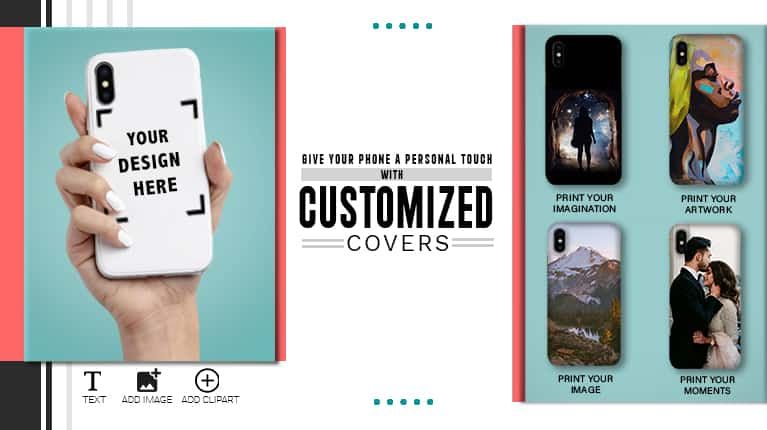 YOUR
DESIGN
HERE
T
TEXT
ADD IMAGE
ADD CLIPART
GIVE YOUR PHONE A PERSONAL TOUCH
WITH
CUSTOMIZED
COVERS
PRINT YOUR
IMAGINATION
PRINT YOUR
ARTWORK
PRINT YOUR
IMAGE
PRINT YOUR
MOMENTS